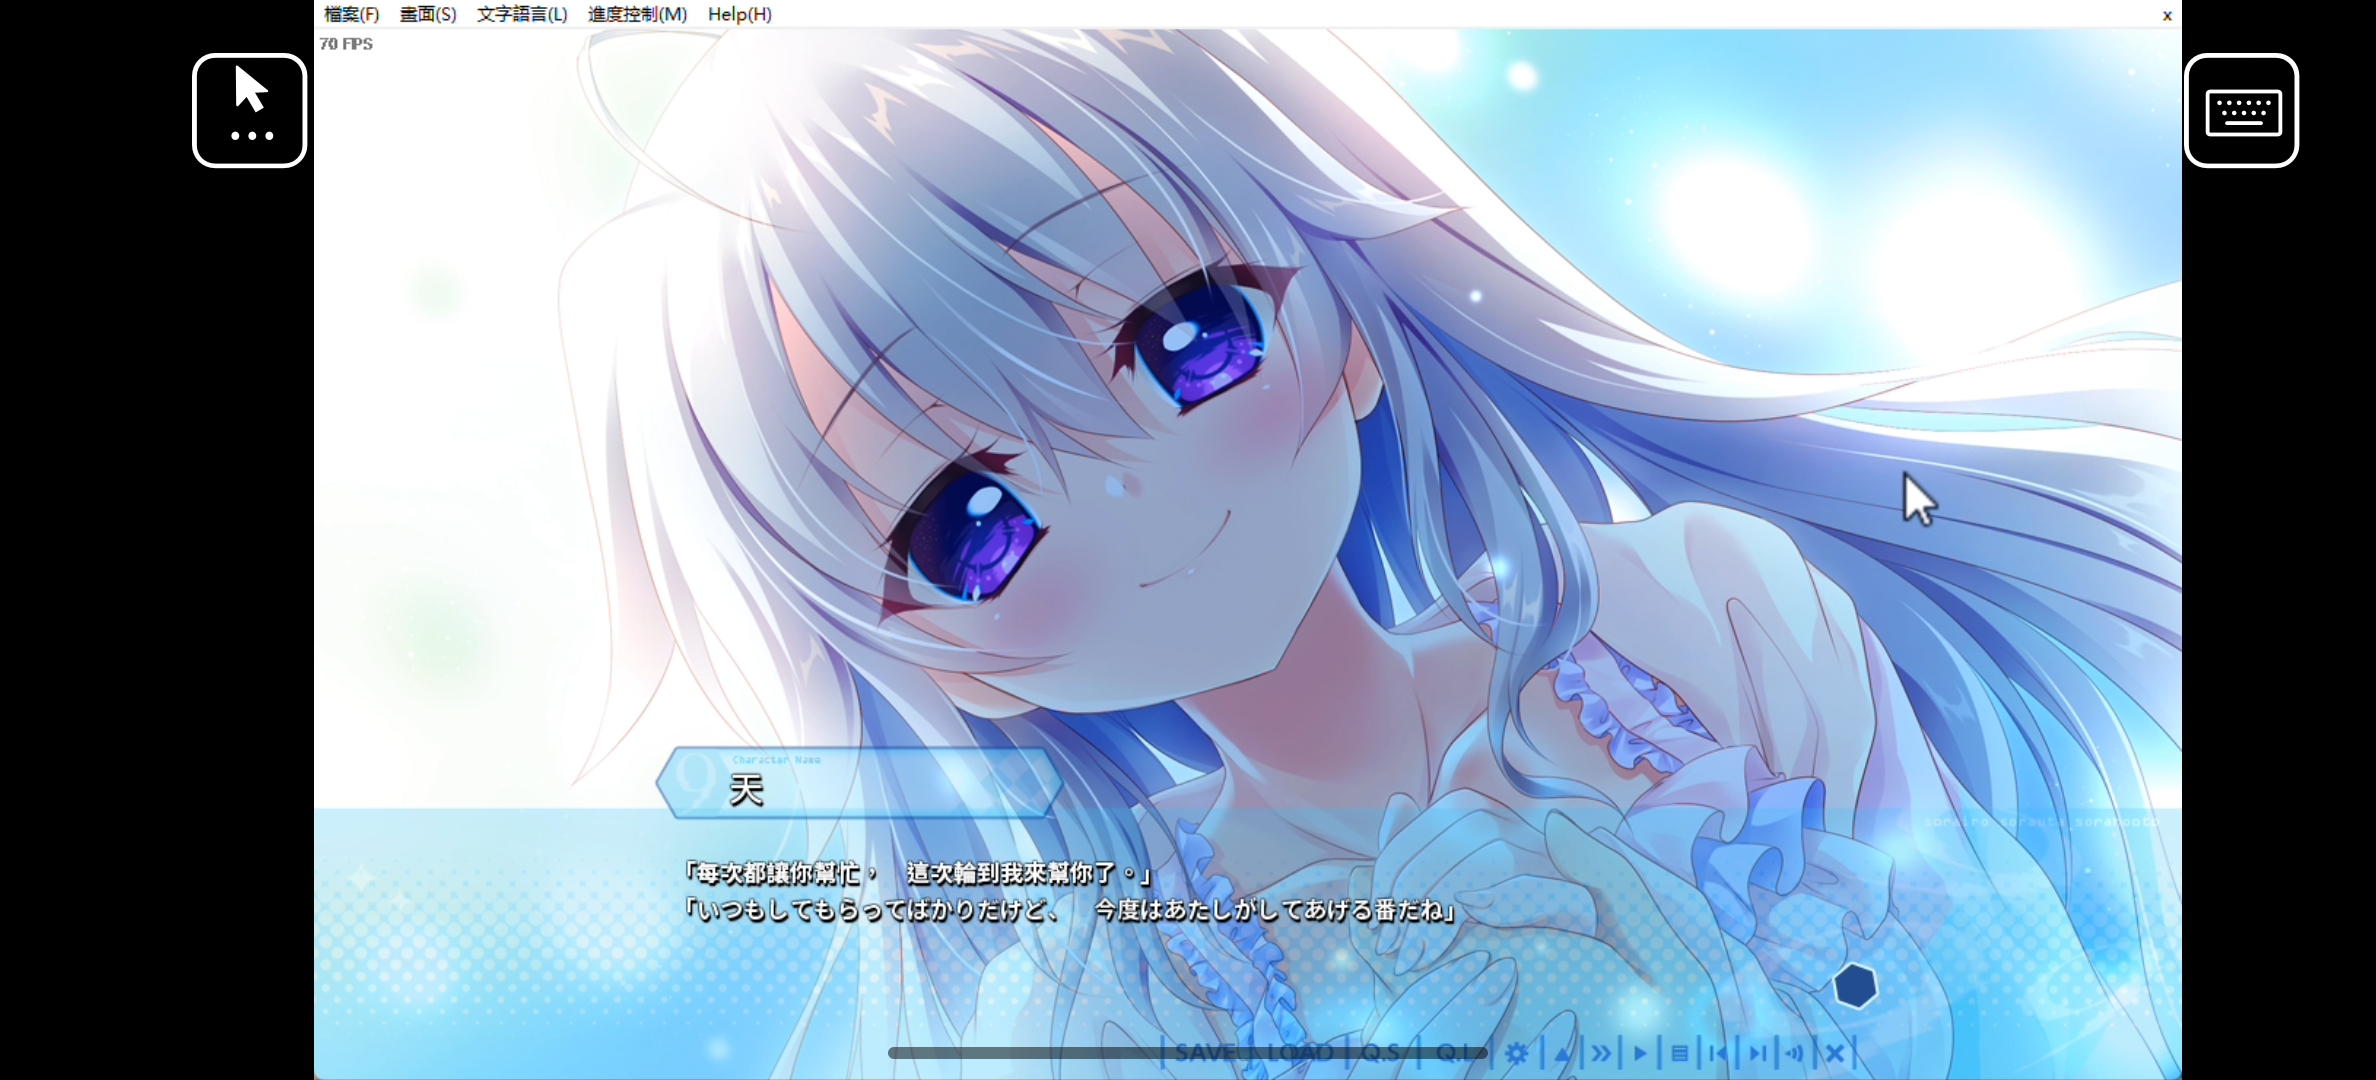 檔案(F) 畫面(S) 文字語言(L) 進度控制(M) Help(H) x
70 FPS
Character Name
天
sorairo sorauta soranooto
「每次都讓你幫忙， 這次輪到我來幫你了。」
「いつもしてもらってばかりだけど、 今度はあたしがしてあげる番だね」
SAVE LOAD Q.S Q.L